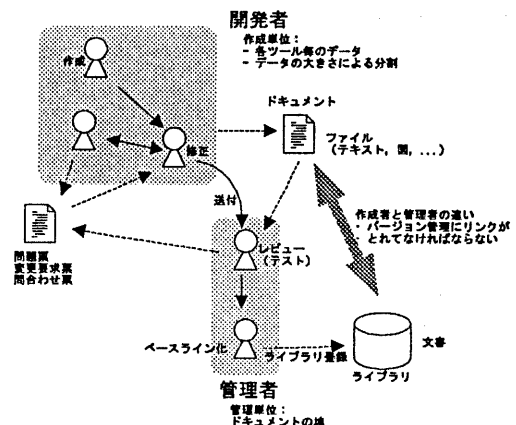 開発者
作成単位：
- 各ツール毎のデータ
- データの大きさによる分割
作成
修正
ドキュメント
ファイル
（テキスト，図，...）
送付
作成者と管理者の違い
・バージョン管理にリンクが
とれてなければならない
問題票
変更要求票
問合わせ票
レビュー
（テスト）
ベースライン化
ライブラリ登録
文書
ライブラリ
管理者
管理単位：
ドキュメントの塊